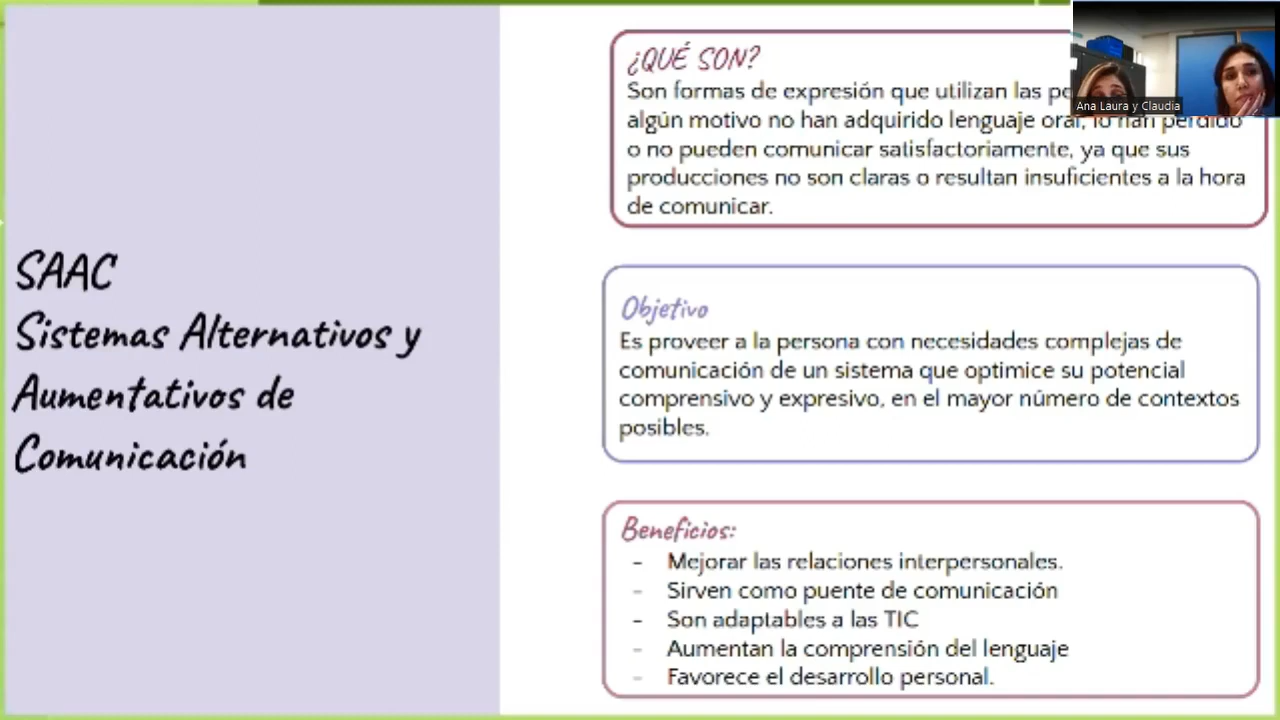 SAAC
Sistemas Alternativos y
Aumentativos de
Comunicación
¿QUÉ SON?
Son formas de expresión que utilizan las
algún motivo no han adquirido lenguaje oral, lo han perdido
o no pueden comunicar satisfactoriamente, ya que sus
producciones no son claras o resultan insuficientes a la hora
de comunicar.
Objetivo
Es proveer a la persona con necesidades complejas de
comunicación de un sistema que optimice su potencial
comprensivo y expresivo, en el mayor número de contextos
posibles.
Beneficios:
- Mejorar las relaciones interpersonales.
- Sirven como puente de comunicación
- Son adaptables a las TIC
- Aumentan la comprensión del lenguaje
- Favorece el desarrollo personal.
Ana Laura y Claudia